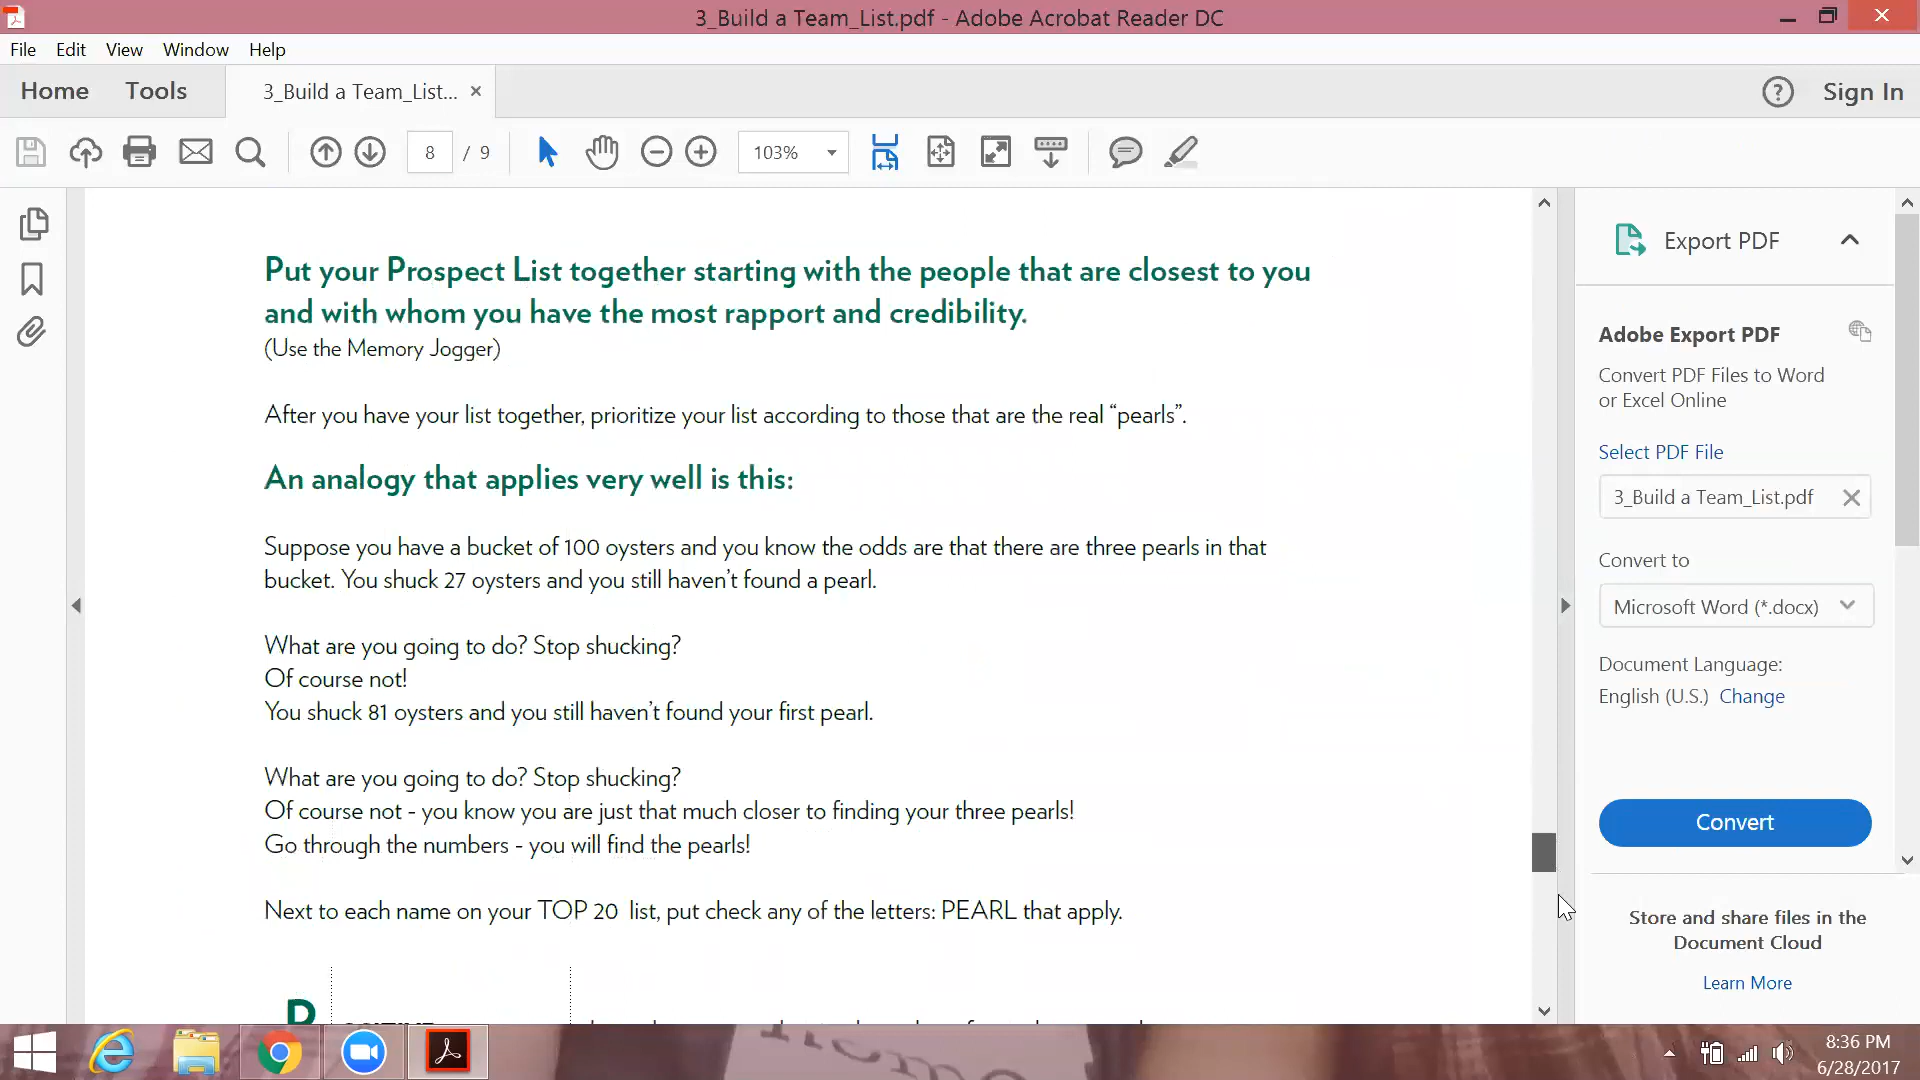 3_Build a Team_List.pdf - Adobe Acrobat Reader DC
File Edit View Window Help
Home Tools 3_Build a Team_List... × ? Sign In
8 / 9 103%
Put your Prospect List together starting with the people that are closest to you
and with whom you have the most rapport and credibility.
(Use the Memory Jogger)
After you have your list together, prioritize your list according to those that are the real “pearls”.
An analogy that applies very well is this:
Suppose you have a bucket of 100 oysters and you know the odds are that there are three pearls in that
bucket. You shuck 27 oysters and you still haven’t found a pearl.
What are you going to do? Stop shucking?
Of course not!
You shuck 81 oysters and you still haven’t found your first pearl.
What are you going to do? Stop shucking?
Of course not - you know you are just that much closer to finding your three pearls!
Go through the numbers - you will find the pearls!
Next to each name on your TOP 20 list, put check any of the letters: PEARL that apply.
P
Export PDF
Adobe Export PDF
Convert PDF Files to Word
or Excel Online
Select PDF File
3_Build a Team_List.pdf
Convert to
Microsoft Word (*.docx)
Document Language:
English (U.S.) Change
Convert
Store and share files in the
Document Cloud
Learn More
8:36 PM
6/28/2017